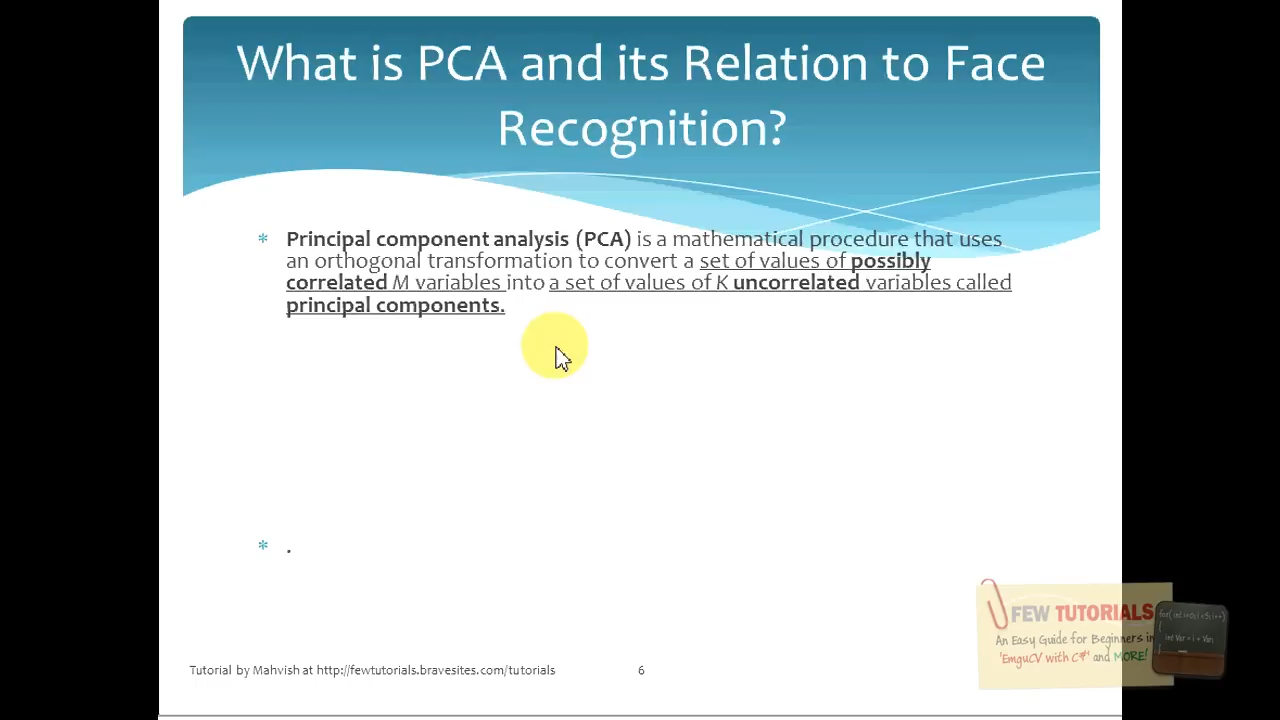 What is PCA and its Relation to Face
Recognition?
* Principal component analysis (PCA) is a mathematical procedure that uses
an orthogonal transformation to convert a set of values of possibly
correlated M variables into a set of values of K uncorrelated variables called
principal components.
* .
FEW TUTORIALS
An Easy Guide for Beginners in
'EmguCV with C#' and MORE!
Tutorial by Mahvish at http://fewtutorials.bravesites.com/tutorials
6